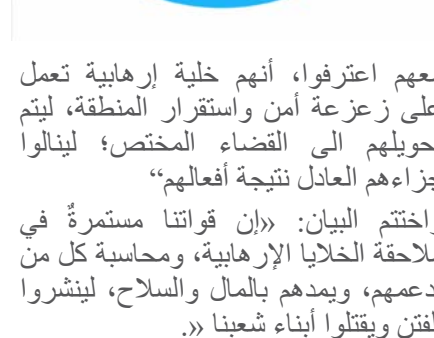 معهم اعترفوا، أنهم خلية إرهابية تعمل
على زعزعة أمن واستقرار المنطقة، ليتم
تحويلهم الى القضاء المختص؛ لينالوا
جزاءهم العادل نتيجة أفعالهم“
واختتم البيان: »إن قواتنا مستمرةٌ في
ملاحقة الخلايا الإرهابية، ومحاسبة كل من
يدعمهم، ويمدهم بالمال والسلاح، لينشروا
الفتن ويقتلوا أبناء شعبنا «.